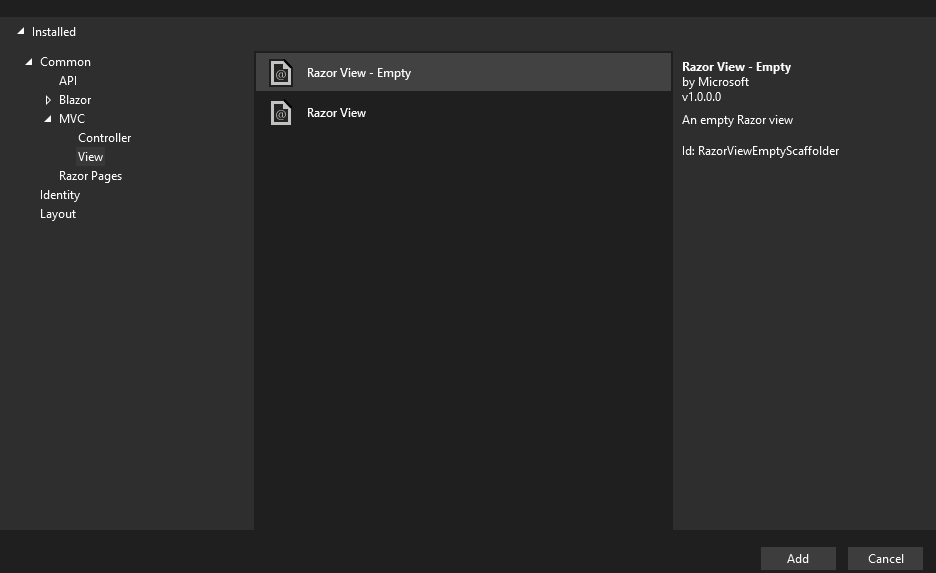 Installed
Common
API
Blazor
MVC
Controller
View
Razor Pages
Identity
Layout
Razor View - Empty
Razor View
Razor View - Empty
by Microsoft
v1.0.0.0
An empty Razor view
Id: RazorViewEmptyScaffolder
Add
Cancel